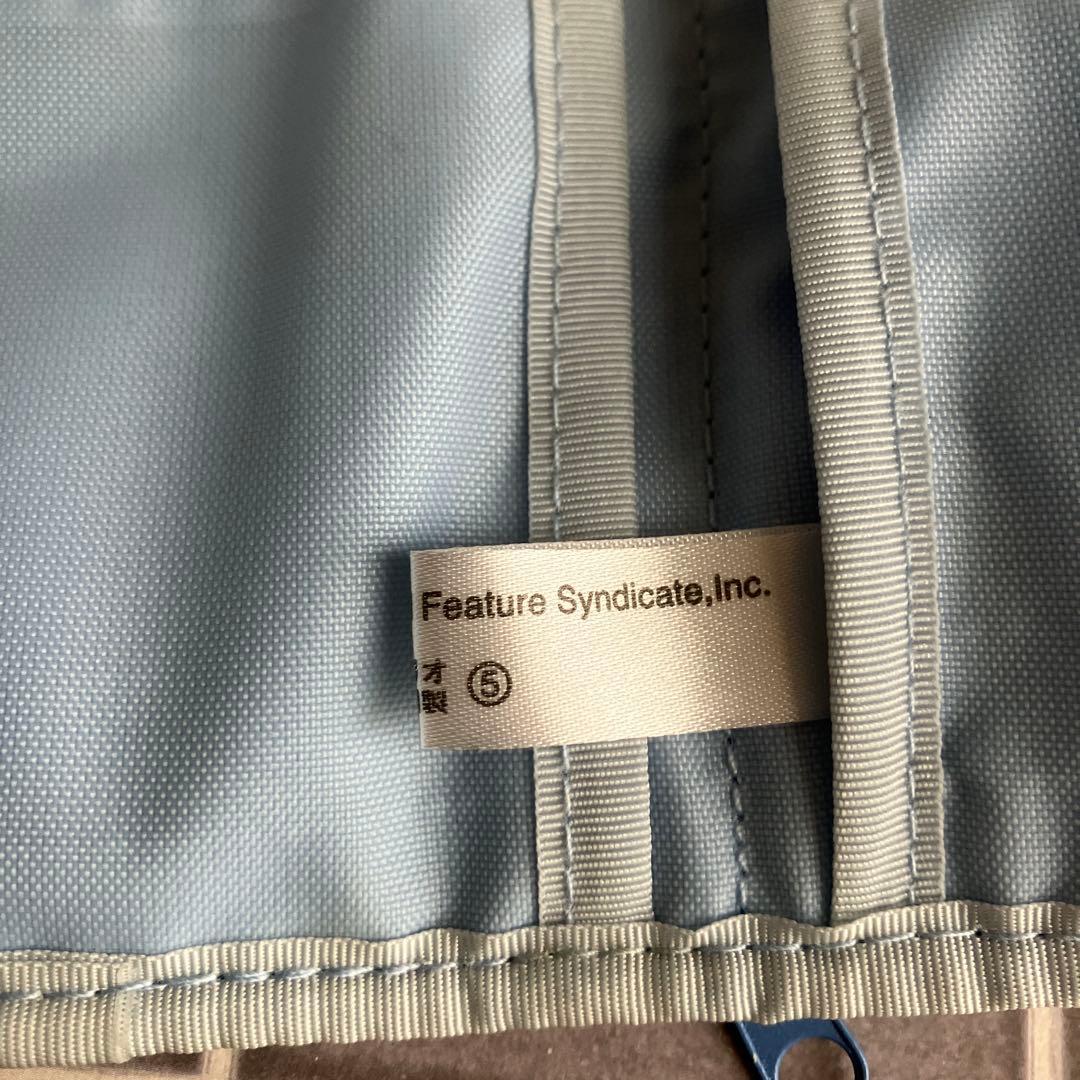 Feature Syndicate,Inc.
オ
製 ⑤